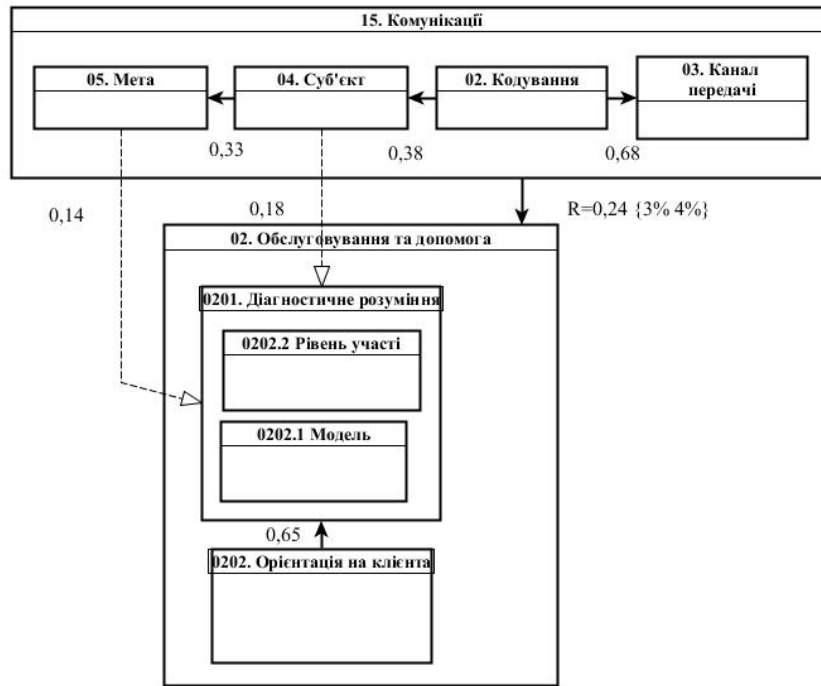 15. Комунікації
05. Мета
04. Суб'єкт
02. Кодування
03. Канал
передачі
0,33
0,38
0,68
0,14
0,18
R=0,24 {3% 4%}
02. Обслуговування та допомога
0201. Діагностичне розуміння
0202.2 Рівень участі
0202.1 Модель
0,65
0202. Орієнтація на клієнта